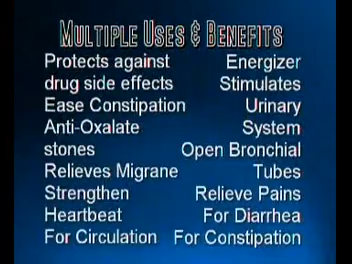 MULTIPLE USES & BENEFITS
Protects against
drug side effects
Ease Constipation
Anti-Oxalate
stones
Relieves Migrane
Strengthen
Heartbeat
For Circulation
Energizer
Stimulates
Urinary
System
Open Bronchial
Tubes
Relieve Pains
For Diarrhea
For Constipation